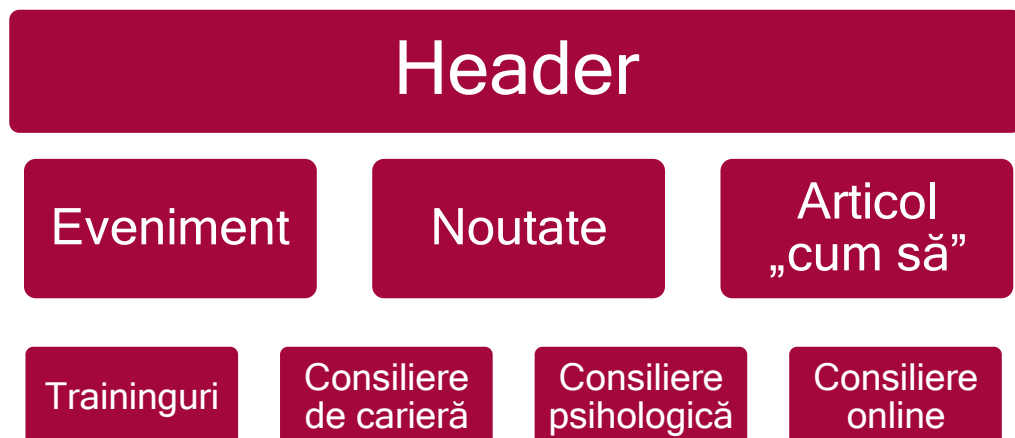 Header
Eveniment
Noutate
Articol
„cum să”
Traininguri
Consiliere
de carieră
Consiliere
psihologică
Consiliere
online